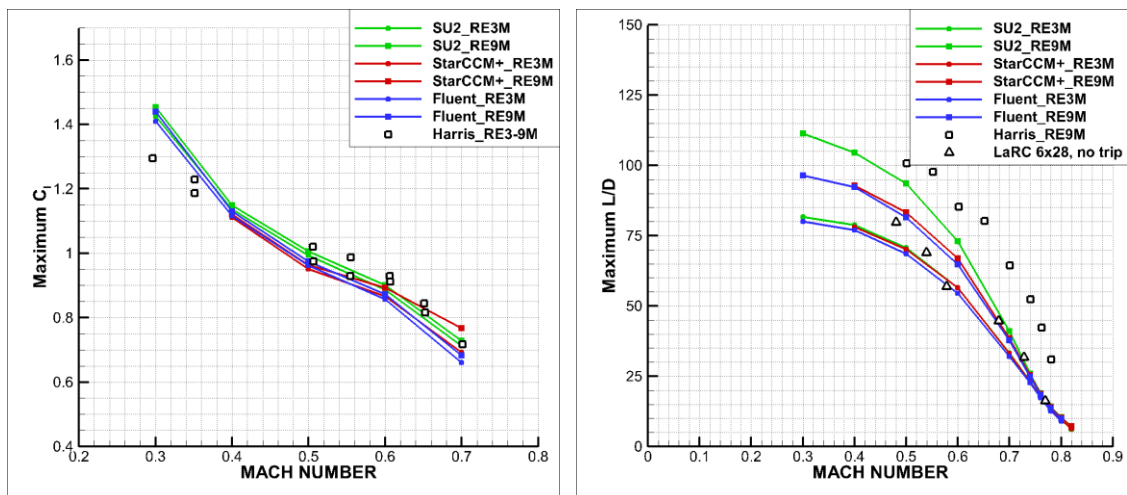 SU2_RE3M
SU2_RE9M
StarCCM+_RE3M
StarCCM+_RE9M
Fluent_RE3M
Fluent_RE9M
Harris_RE3-9M
1.6
1.4
1.2
1
0.8
0.6
0.4
Maximum Cl
0.2
0.3
0.4
0.5
0.6
0.7
0.8
MACH NUMBER
SU2_RE3M
SU2_RE9M
StarCCM+_RE3M
StarCCM+_RE9M
Fluent_RE3M
Fluent_RE9M
Harris_RE9M
LaRC 6x28, no trip
150
125
100
75
50
25
0
Maximum L/D
0
0.1
0.2
0.3
0.4
0.5
0.6
0.7
0.8
0.9
1
MACH NUMBER